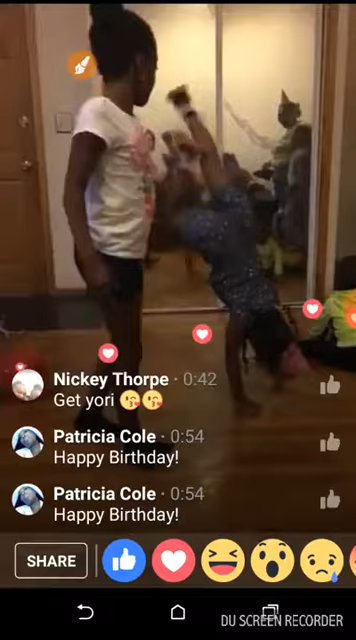 Nickey Thorpe · 0:42
Get yori 😘😘
Patricia Cole · 0:54
Happy Birthday!
Patricia Cole · 0:54
Happy Birthday!
SHARE
DU SCREEN RECORDER